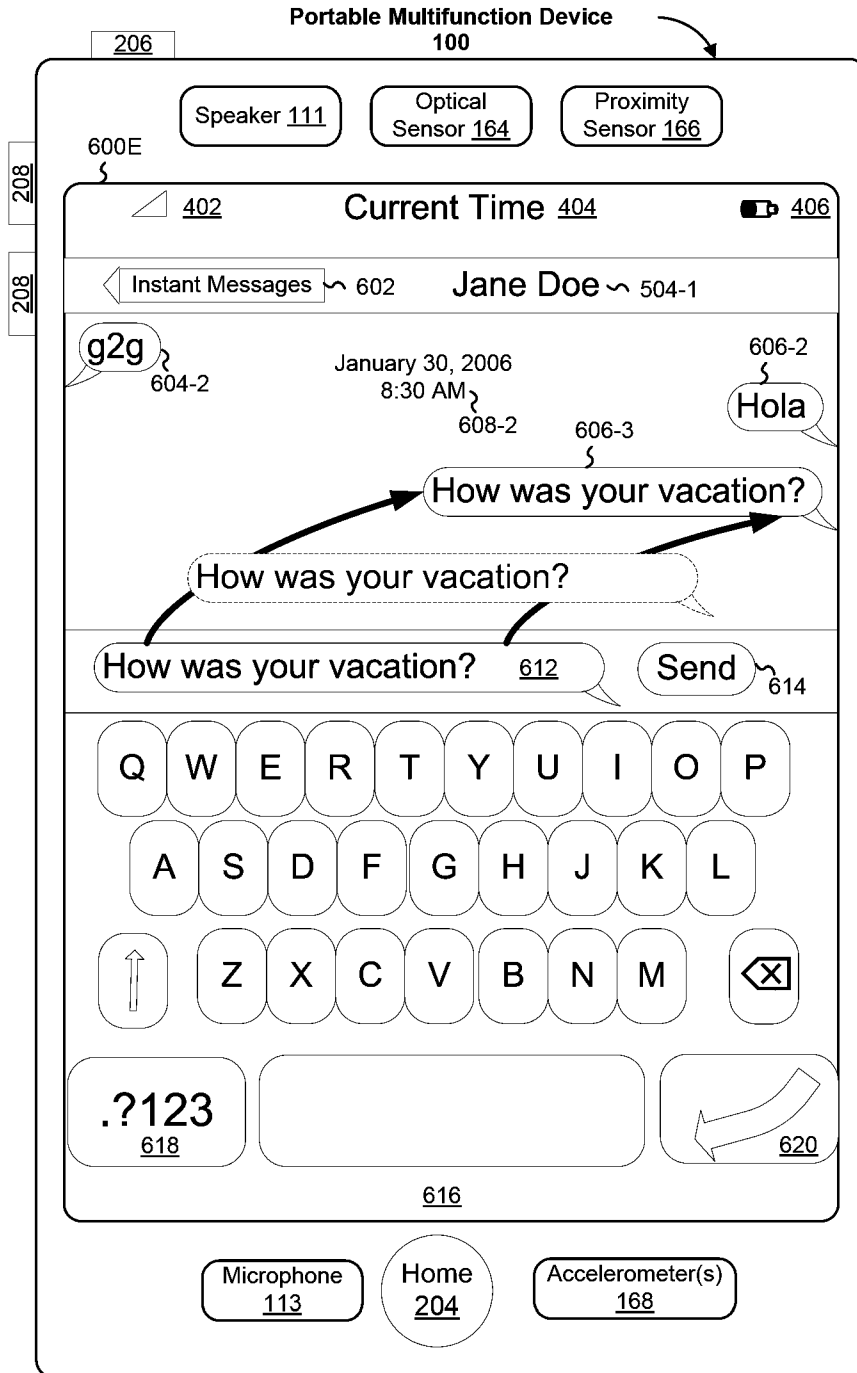 Portable Multifunction Device
100
206
Speaker 111
Optical
Sensor 164
Proximity
Sensor 166
600E
208
402
Current Time 404
406
208
Instant Messages
602
Jane Doe
504-1
g2g
604-2
January 30, 2006
8:30 AM
608-2
606-2
Hola
606-3
How was your vacation?
How was your vacation?
How was your vacation?
612
Send
614
Q W E R T Y U I O P
A S D F G H J K L
Z X C V B N M
.?123
618
620
616
Microphone
113
Home
204
Accelerometer(s)
168